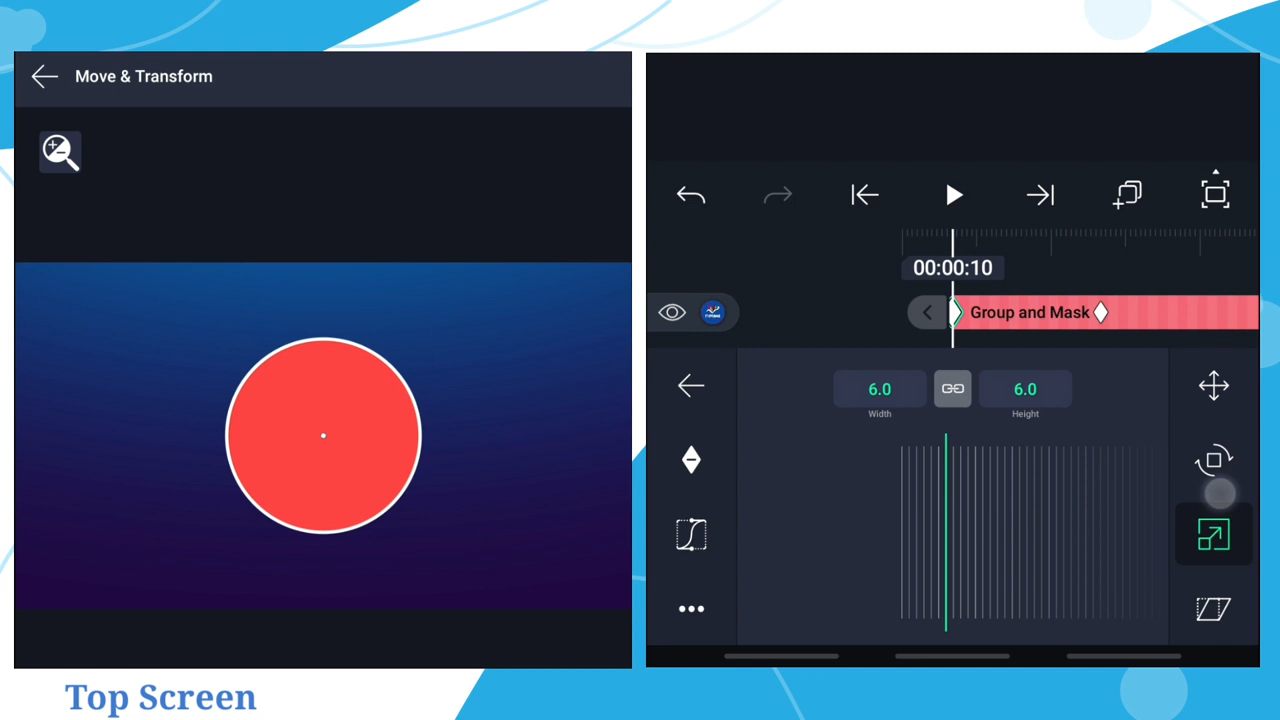 Move & Transform
00:00:10
Group and Mask
6.0
6.0
Width
Height
Top Screen